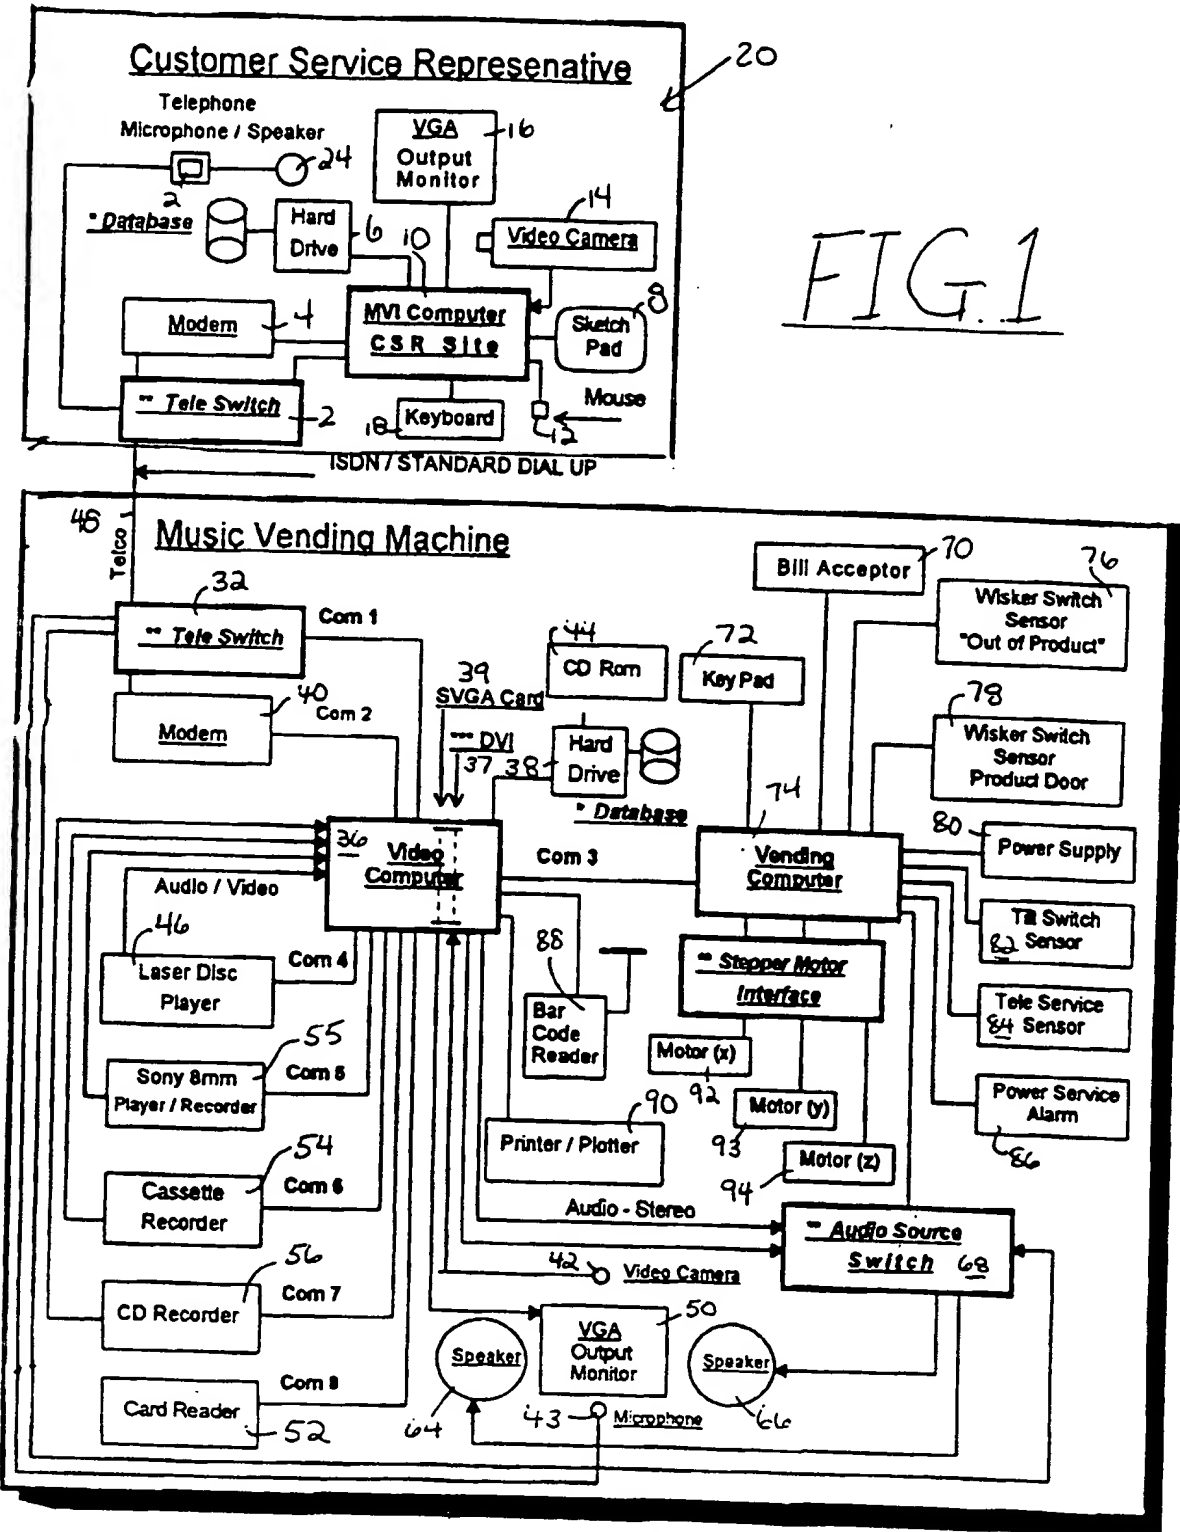 Customer Service Represenative
20
Telephone
Microphone / Speaker
2
24
VGA
Output
Monitor
16
* Database
Hard
Drive
6
10
14
Video Camera
Modem
4
MVI Computer
CSR Site
8
Sketch
Pad
** Tele Switch
2
18
Keyboard
Mouse
12
FIG. 1
ISDN / STANDARD DIAL UP
48
Telco
Music Vending Machine
70
Bill Acceptor
76
Wisker Switch
Sensor
"Out of Product"
32
** Tele Switch
Com 1
44
CD Rom
72
Key Pad
39
SVGA Card
40
Modem
Com 2
*** DVI
37
38
Hard
Drive
* Database
78
Wisker Switch
Sensor
Product Door
74
36
Video
Computer
Com 3
Vending
Computer
80
Power Supply
Audio / Video
46
Laser Disc
Player
Com 4
88
Bar
Code
Reader
** Stepper Motor
Interface
Tilt Switch
82 Sensor
Tele Service
84 Sensor
55
Sony 8mm
Player / Recorder
Com 5
Motor (x)
92
Motor (y)
93
Motor (z)
94
Power Service
Alarm
86
90
Printer / Plotter
54
Cassette
Recorder
Com 6
Audio - Stereo
** Audio Source
Switch 68
56
CD Recorder
Com 7
42
Video Camera
50
VGA
Output
Monitor
Speaker
64
Speaker
66
Com 8
Card Reader
52
43
Microphone